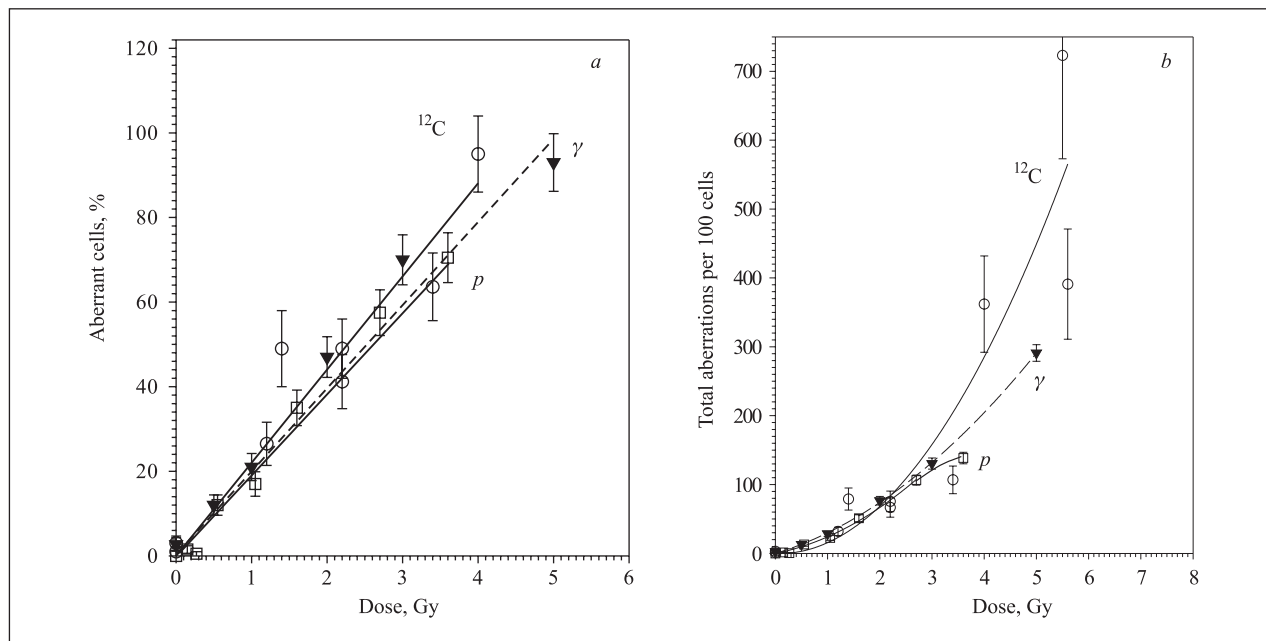 a
120
100
80
60
40
20
0
Aberrant cells, %
¹²C
γ
p
0 1 2 3 4 5 6
Dose, Gy
b
700
600
500
400
300
200
100
0
Total aberrations per 100 cells
¹²C
γ
p
0 1 2 3 4 5 6 7 8
Dose, Gy